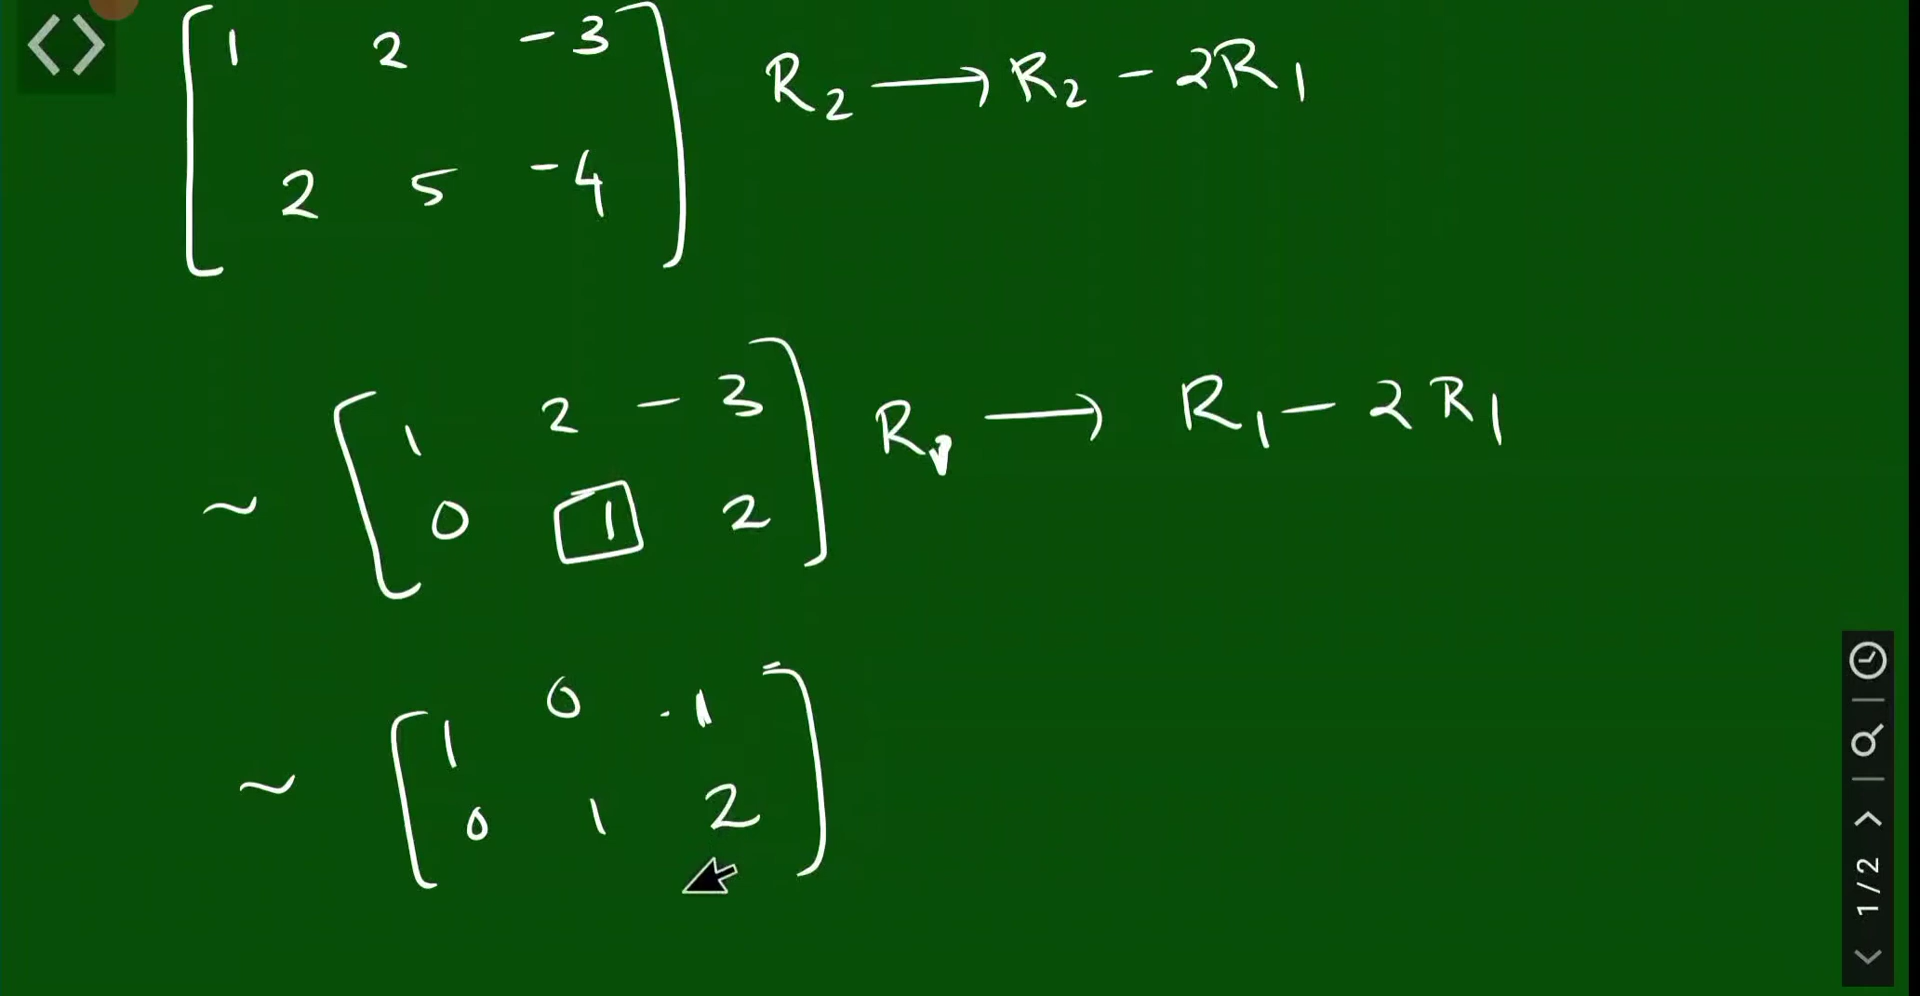 1 2 -3 R2 → R2 - 2R1
2 5 -4
~ 1 2 -3 R1 → R1 - 2R1
0 1 2
~ 1 0 -1
0 1 2
1/2